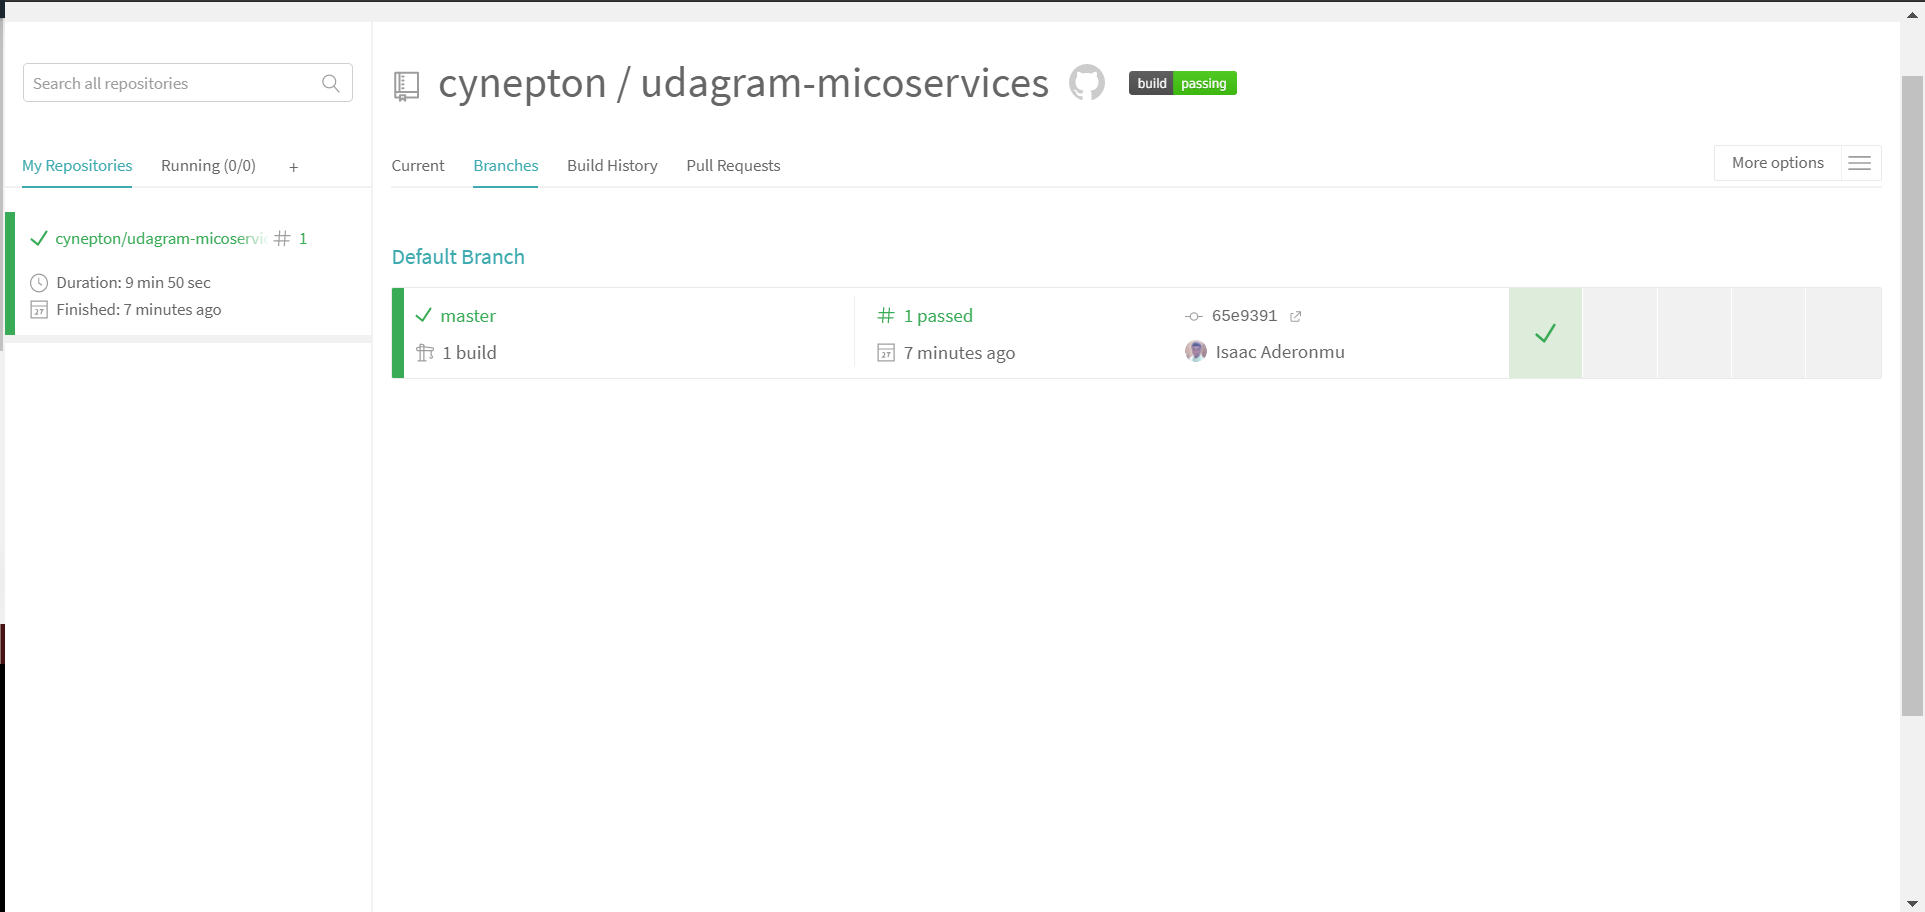 Search all repositories
My Repositories Running (0/0) +
cynepton/udagram-micoservi # 1
Duration: 9 min 50 sec
27 Finished: 7 minutes ago
cynepton / udagram-micoservices build passing
Current Branches Build History Pull Requests More options
Default Branch
master # 1 passed 65e9391
1 build 27 7 minutes ago Isaac Aderonmu